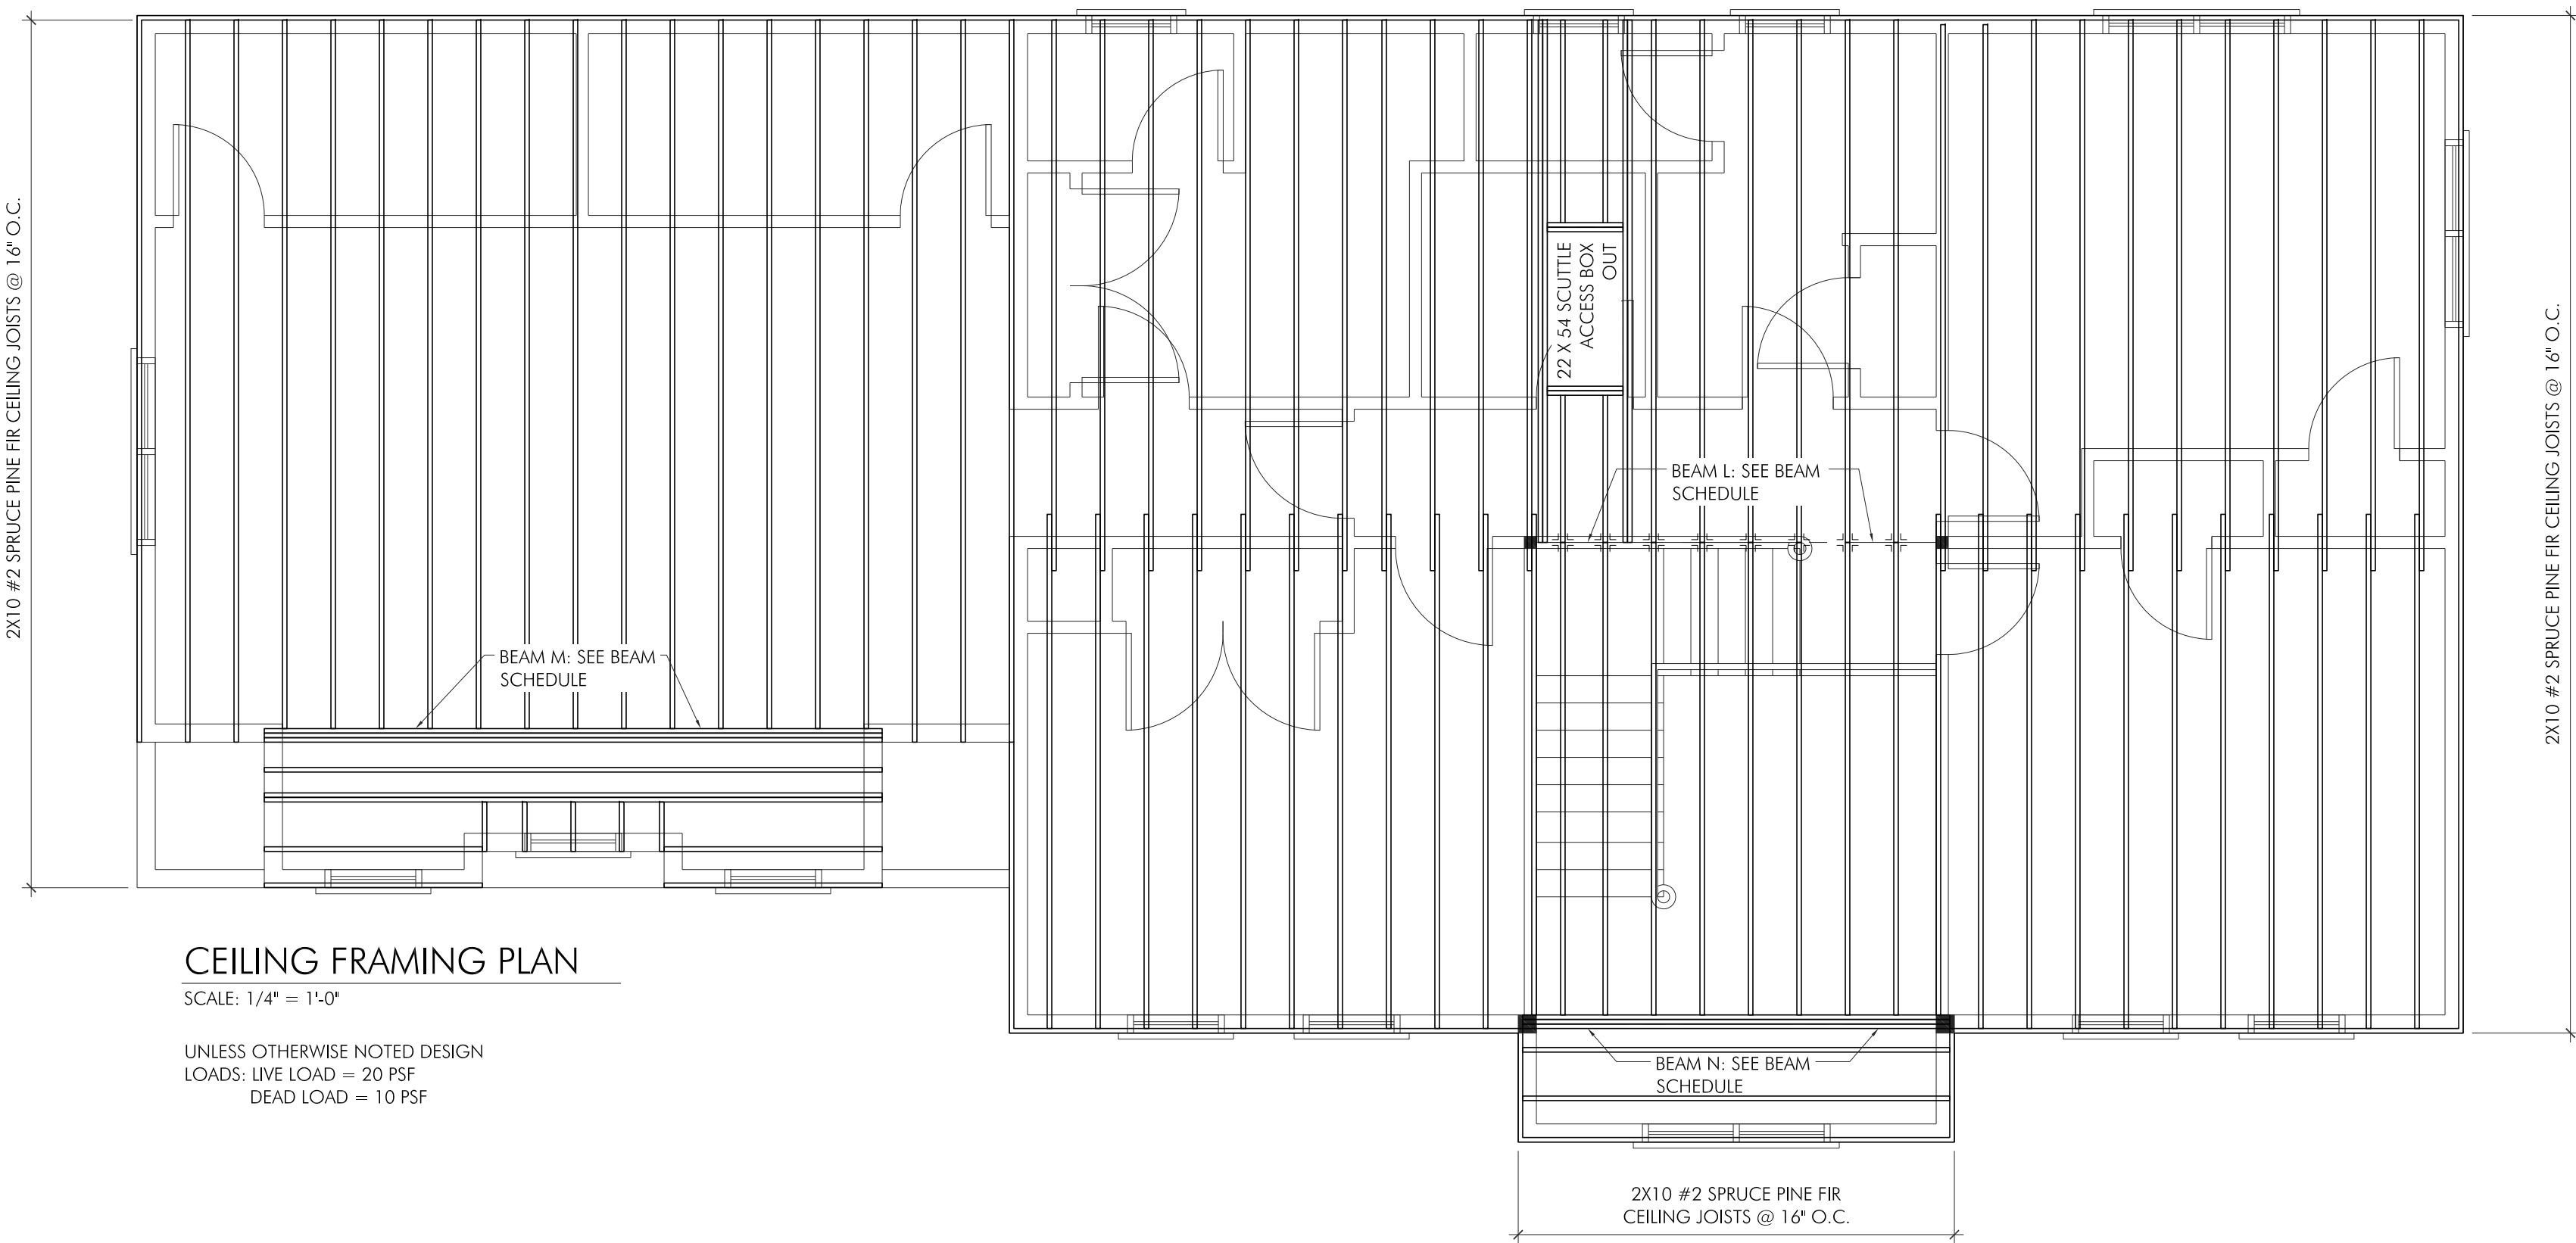 2X10 #2 SPRUCE PINE FIR CEILING JOISTS @ 16" O.C.
22 X 54 SCUTTLE
ACCESS BOX
OUT
BEAM L: SEE BEAM
SCHEDULE
2X10 #2 SPRUCE PINE FIR CEILING JOISTS @ 16" O.C.
BEAM M: SEE BEAM
SCHEDULE
CEILING FRAMING PLAN
SCALE: 1/4" = 1'-0"
UNLESS OTHERWISE NOTED DESIGN
LOADS: LIVE LOAD = 20 PSF
DEAD LOAD = 10 PSF
BEAM N: SEE BEAM
SCHEDULE
2X10 #2 SPRUCE PINE FIR
CEILING JOISTS @ 16" O.C.